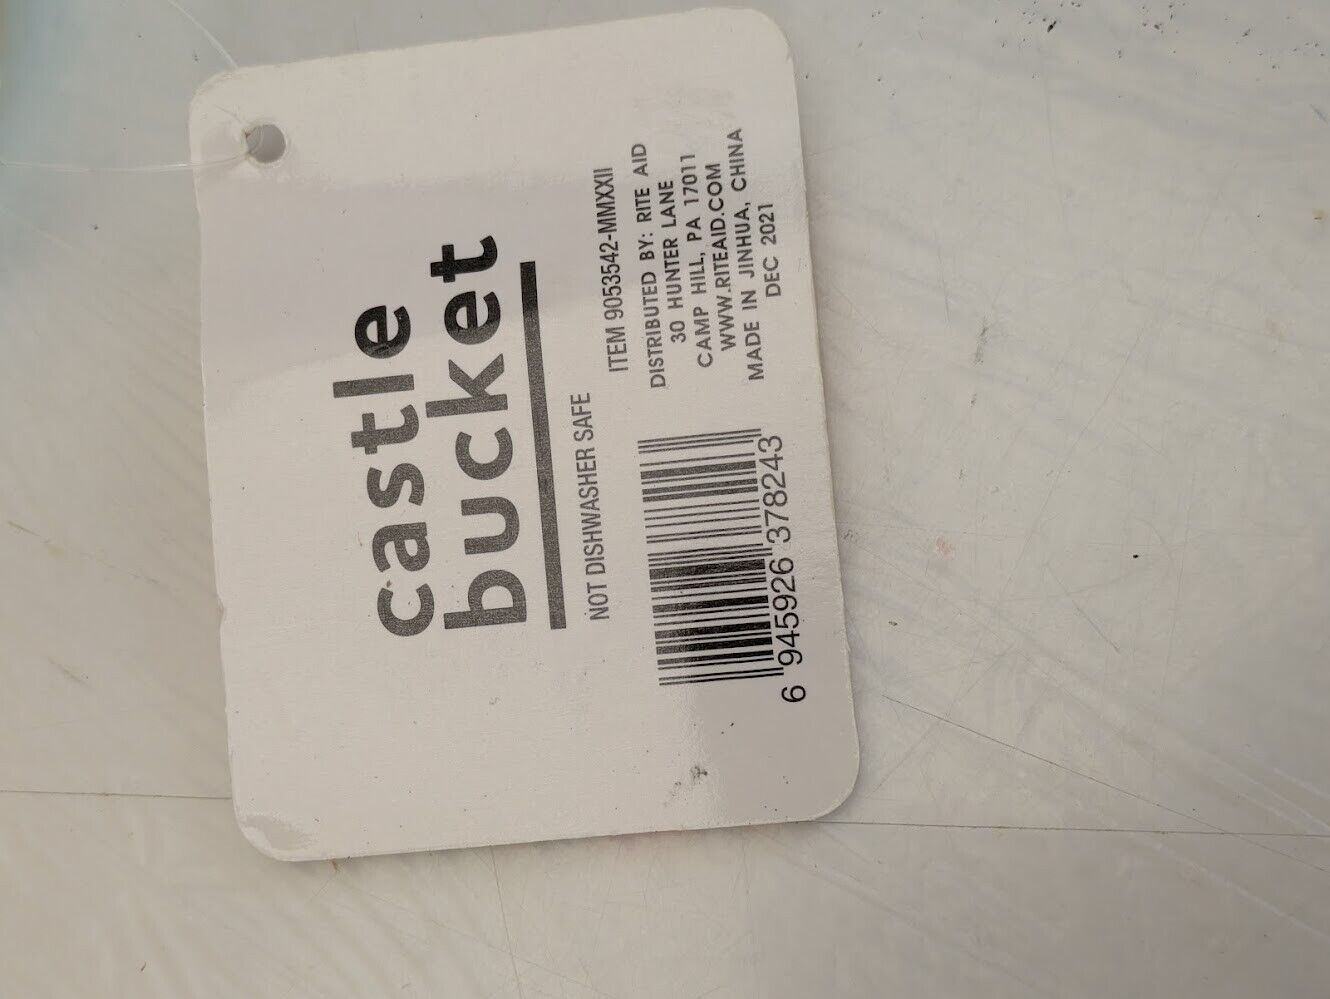 castle
bucket
NOT DISHWASHER SAFE
ITEM 9053542-MMXXII
DISTRIBUTED BY: RITE AID
30 HUNTER LANE
CAMP HILL, PA 17011
WWW.RITEAID.COM
MADE IN JINHUA, CHINA
DEC 2021
6 945926 378243